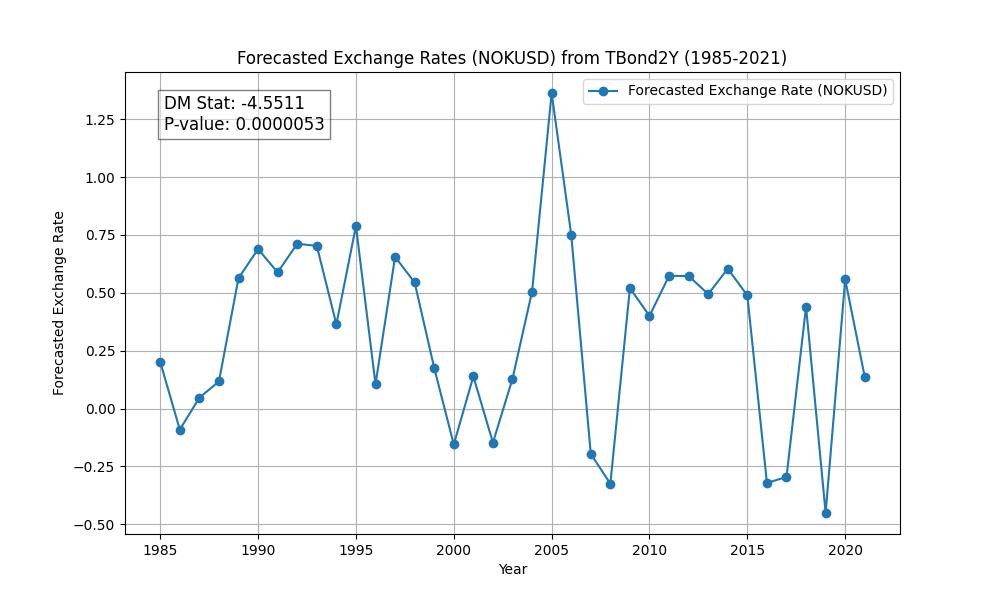 Forecasted Exchange Rates (NOKUSD) from TBond2Y (1985-2021)
DM Stat: -4.5511
P-value: 0.0000053
Forecasted Exchange Rate (NOKUSD)
Forecasted Exchange Rate
1.25
1.00
0.75
0.50
0.25
0.00
−0.25
−0.50
1985 1990 1995 2000 2005 2010 2015 2020
Year